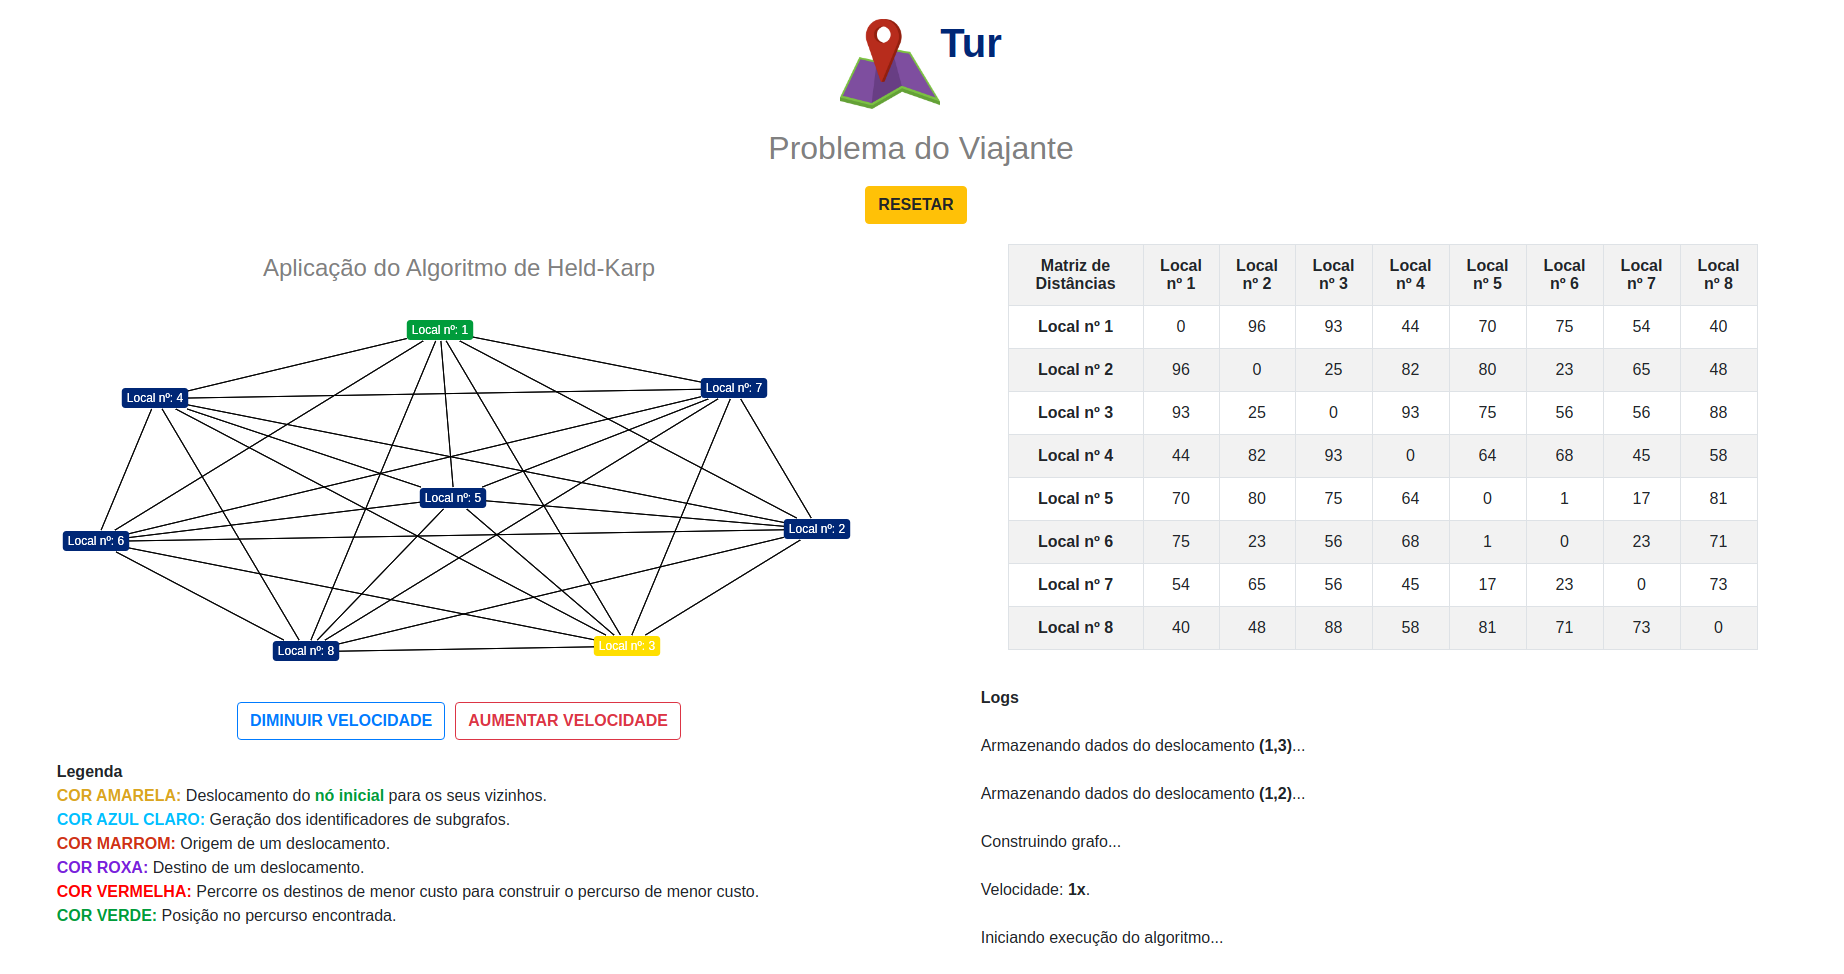 Tur
Problema do Viajante
RESETAR
Aplicação do Algoritmo de Held-Karp
Local nº: 1
Local nº: 7
Local nº: 4
Local nº: 5
Local nº: 2
Local nº: 6
Local nº: 3
Local nº: 8
DIMINUIR VELOCIDADE
AUMENTAR VELOCIDADE
Legenda
COR AMARELA: Deslocamento do nó inicial para os seus vizinhos.
COR AZUL CLARO: Geração dos identificadores de subgrafos.
COR MARROM: Origem de um deslocamento.
COR ROXA: Destino de um deslocamento.
COR VERMELHA: Percorre os destinos de menor custo para construir o percurso de menor custo.
COR VERDE: Posição no percurso encontrada.
Matriz de Distâncias Local nº 1 Local nº 2 Local nº 3 Local nº 4 Local nº 5 Local nº 6 Local nº 7 Local nº 8
Local nº 1 0 96 93 44 70 75 54 40
Local nº 2 96 0 25 82 80 23 65 48
Local nº 3 93 25 0 93 75 56 56 88
Local nº 4 44 82 93 0 64 68 45 58
Local nº 5 70 80 75 64 0 1 17 81
Local nº 6 75 23 56 68 1 0 23 71
Local nº 7 54 65 56 45 17 23 0 73
Local nº 8 40 48 88 58 81 71 73 0
Logs
Armazenando dados do deslocamento (1,3)...
Armazenando dados do deslocamento (1,2)...
Construindo grafo...
Velocidade: 1x.
Iniciando execução do algoritmo...